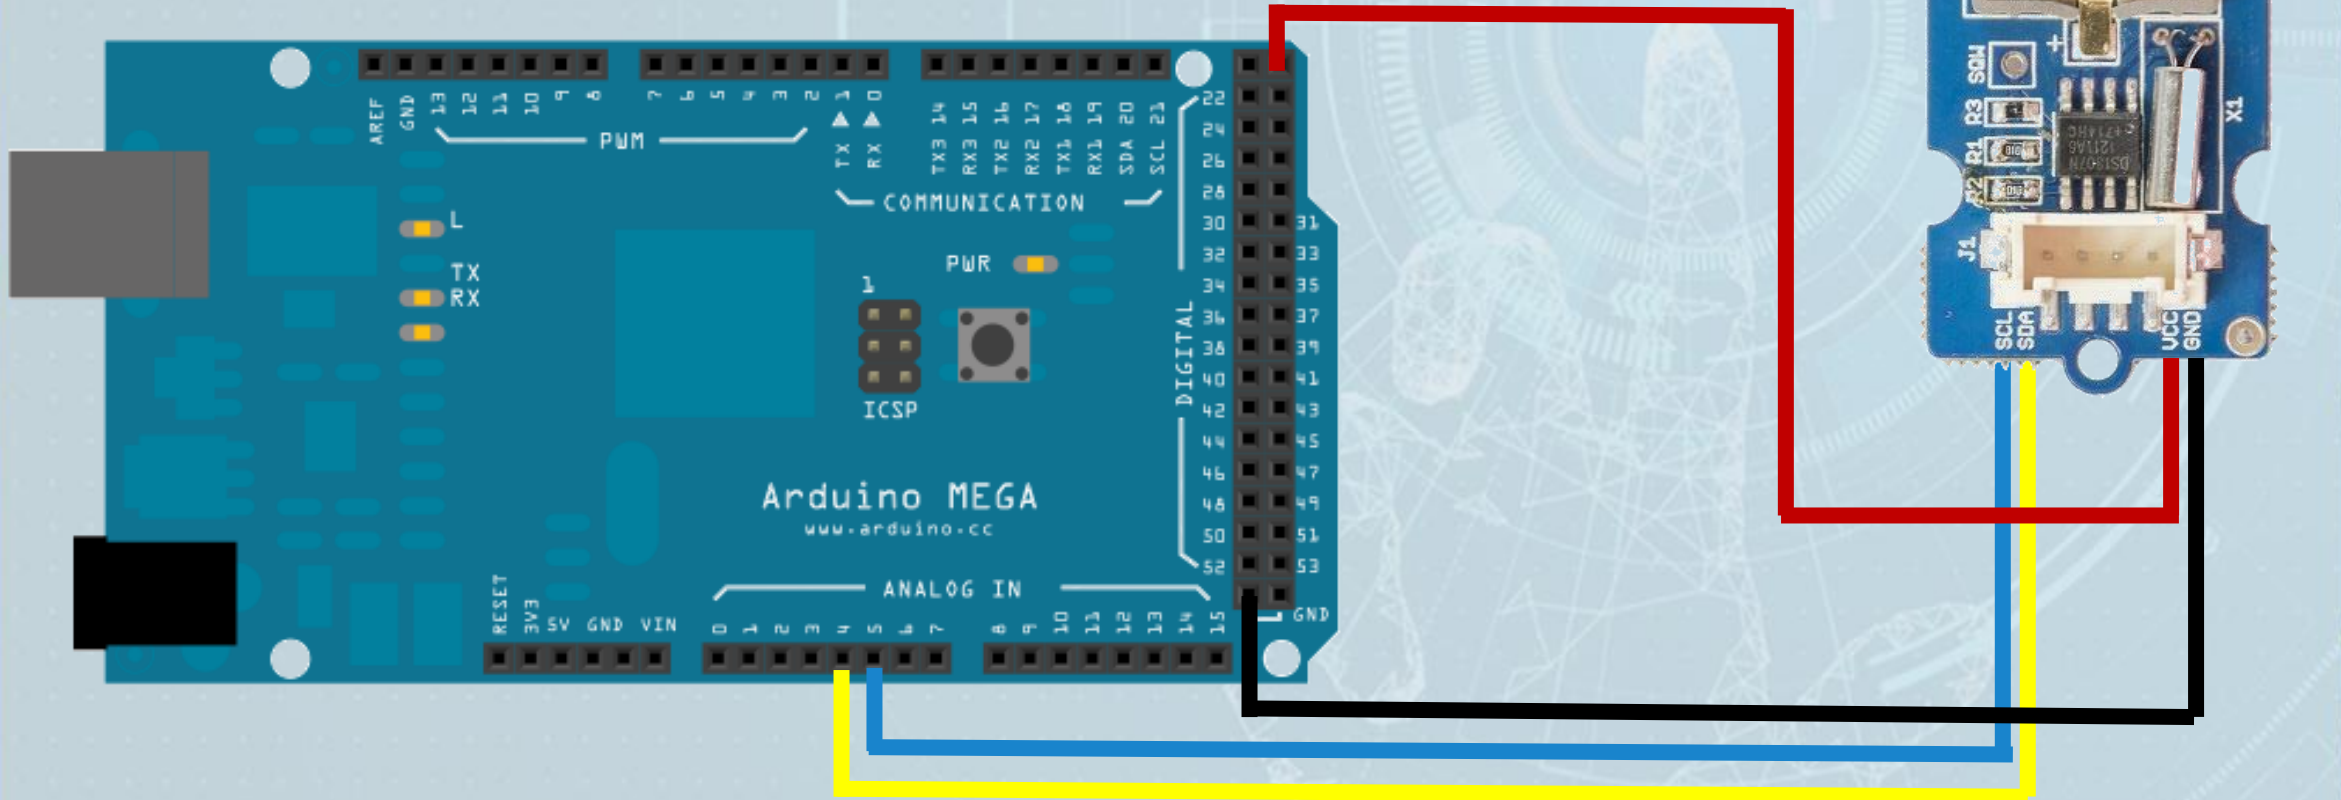 AREF GND 13 12 11 10 9 8
7 6 5 4 3 2 1 0
PWM
TX RX
TX3 14 RX3 15 TX2 16 RX2 17 TX1 18 RX1 19 SDA 20 SCL 21
COMMUNICATION
L
TX
RX
PWR
1
ICSP
Arduino MEGA
www.arduino.cc
DIGITAL
22
24
26
28
30 31
32 33
34 35
36 37
38 39
40 41
42 43
44 45
46 47
48 49
50 51
52 53
GND
ANALOG IN
RESET 3V3 5V GND VIN
0 1 2 3 4 5 6 7
8 9 10 11 12 13 14 15
+
SQW
R3
R1
R2
X1
DS1307N
J1
SCL SDA VCC GND